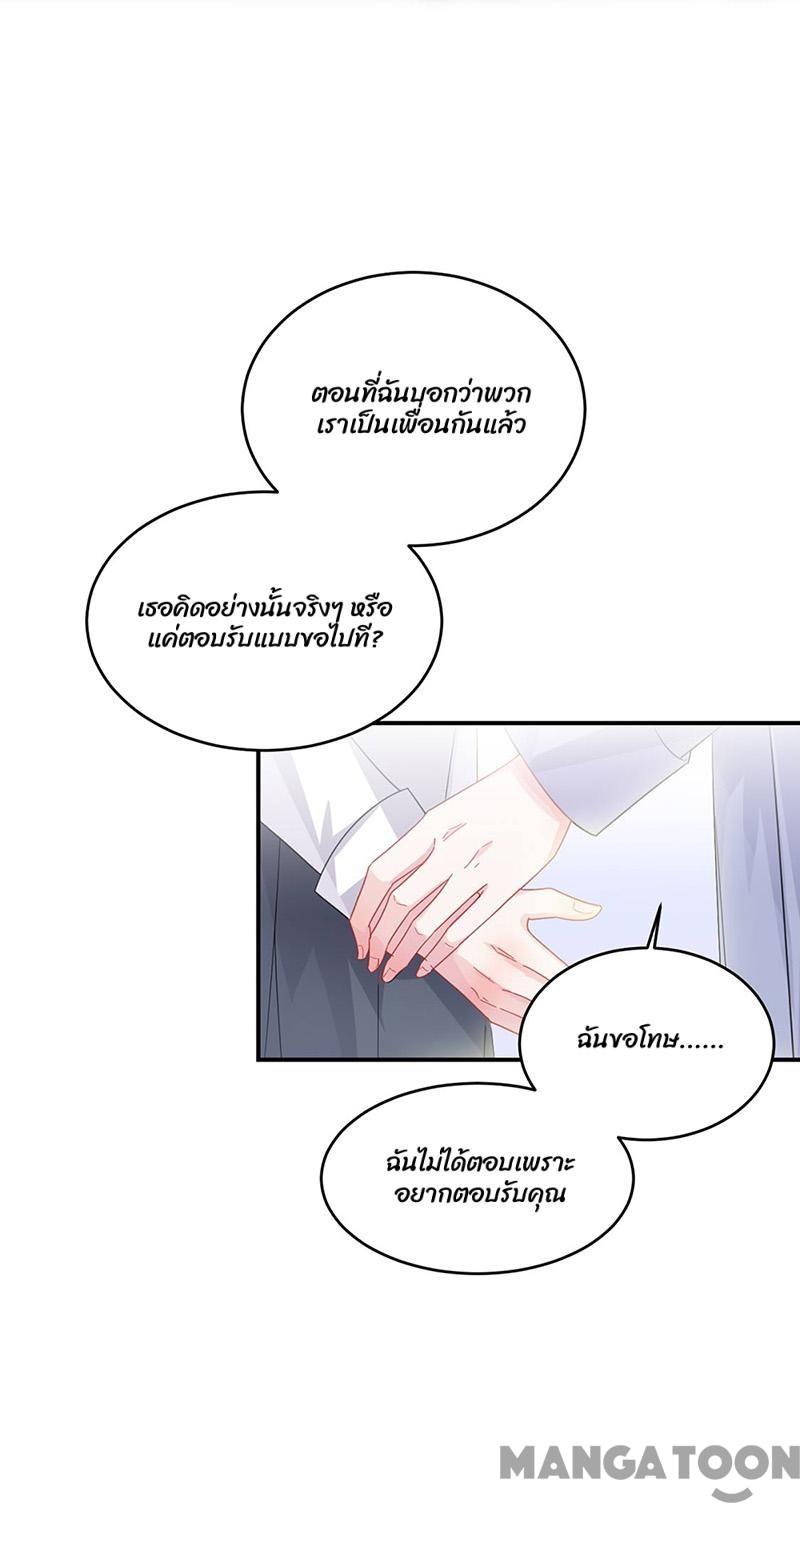 ตอนที่ฉันบอกว่าพวก
เราเป็นเพื่อนกันแล้ว
เธอคิดอย่างนั้นจริงๆ หรือ
แค่ตอบรับแบบขอไปที?
ฉันขอโทษ......
ฉันไม่ได้ตอบเพราะ
อยากตอบรับคุณ
MANGATOON